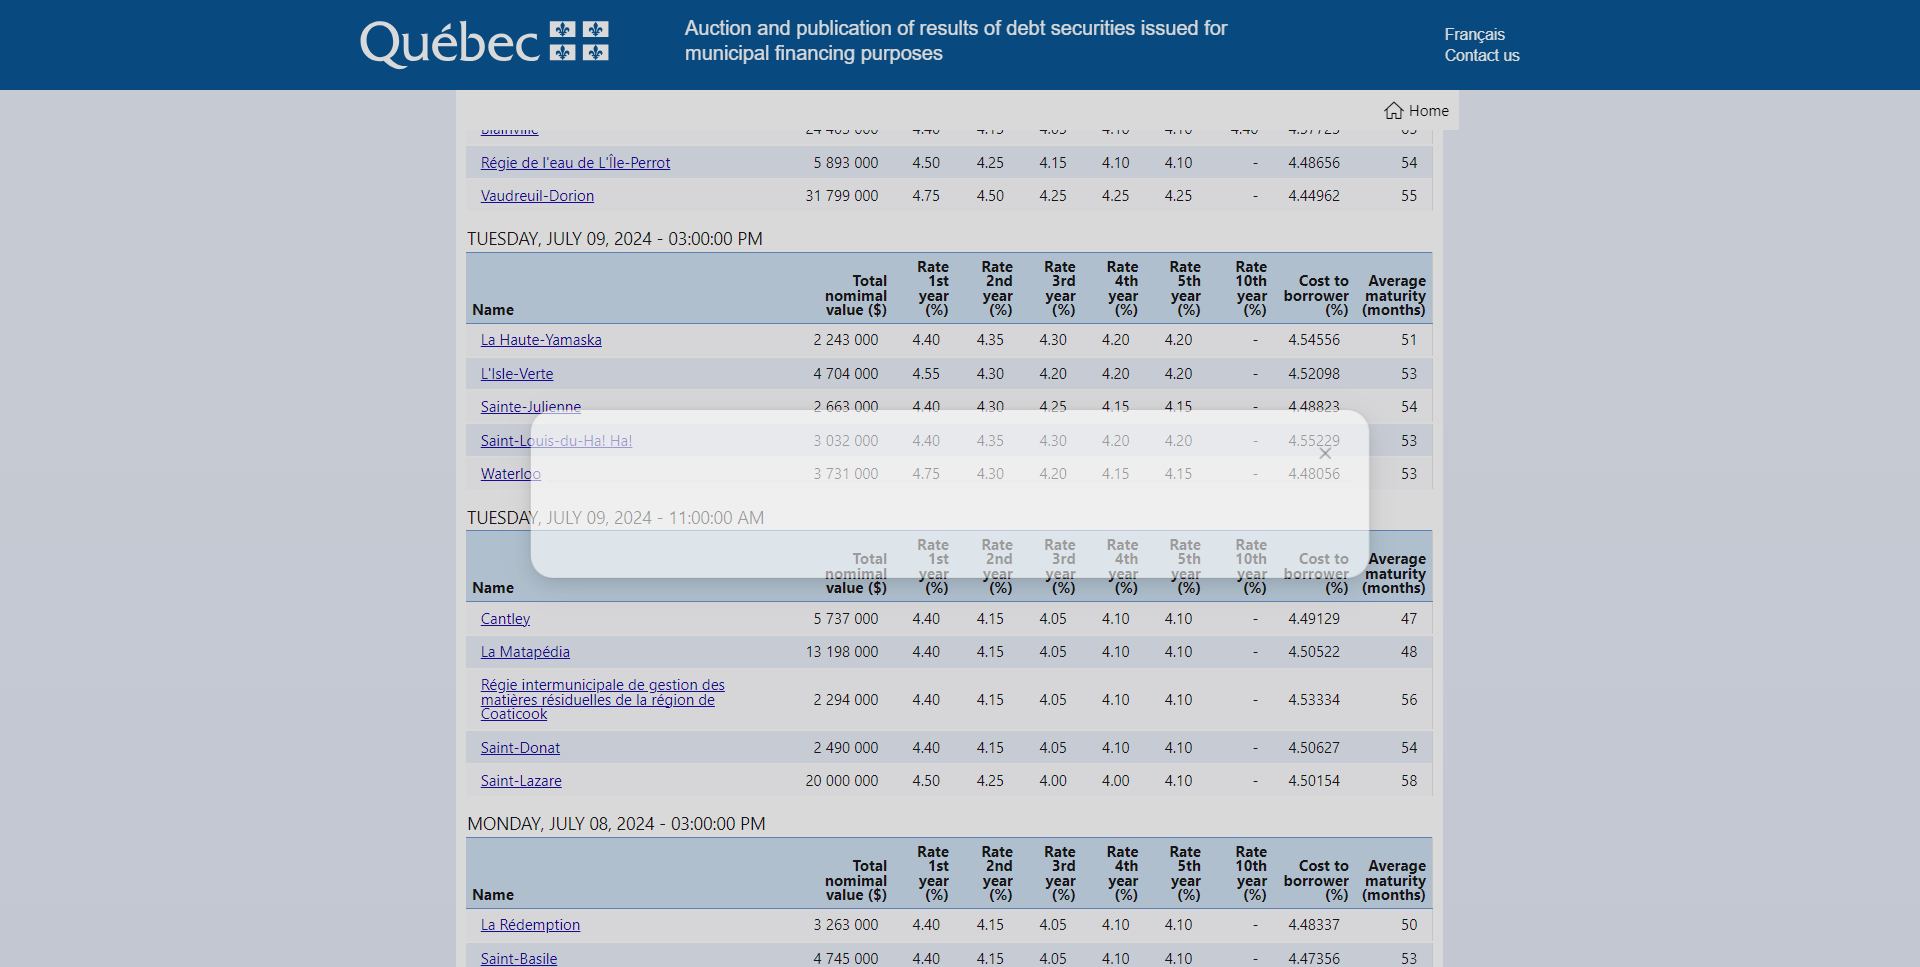 Québec
Auction and publication of results of debt securities issued for
municipal financing purposes
Français
Contact us
Home
Blainville 24 405 000 4.40 4.15 4.05 4.10 4.10 4.40 4.57725 65
Régie de l'eau de L'Île-Perrot 5 893 000 4.50 4.25 4.15 4.10 4.10 - 4.48656 54
Vaudreuil-Dorion 31 799 000 4.75 4.50 4.25 4.25 4.25 - 4.44962 55
TUESDAY, JULY 09, 2024 - 03:00:00 PM
Name Total nomimal value ($) Rate 1st year (%) Rate 2nd year (%) Rate 3rd year (%) Rate 4th year (%) Rate 5th year (%) Rate 10th year (%) Cost to borrower (%) Average maturity (months)
La Haute-Yamaska 2 243 000 4.40 4.35 4.30 4.20 4.20 - 4.54556 51
L'Isle-Verte 4 704 000 4.55 4.30 4.20 4.20 4.20 - 4.52098 53
Sainte-Julienne 2 663 000 4.40 4.30 4.25 4.15 4.15 - 4.48823 54
Saint-Louis-du-Ha! Ha! 3 032 000 4.40 4.35 4.30 4.20 4.20 - 4.55229 53
Waterloo 3 731 000 4.75 4.30 4.20 4.15 4.15 - 4.48056 53
TUESDAY, JULY 09, 2024 - 11:00:00 AM
Name Total nomimal value ($) Rate 1st year (%) Rate 2nd year (%) Rate 3rd year (%) Rate 4th year (%) Rate 5th year (%) Rate 10th year (%) Cost to borrower (%) Average maturity (months)
Cantley 5 737 000 4.40 4.15 4.05 4.10 4.10 - 4.49129 47
La Matapédia 13 198 000 4.40 4.15 4.05 4.10 4.10 - 4.50522 48
Régie intermunicipale de gestion des
matières résiduelles de la région de
Coaticook 2 294 000 4.40 4.15 4.05 4.10 4.10 - 4.53334 56
Saint-Donat 2 490 000 4.40 4.15 4.05 4.10 4.10 - 4.50627 54
Saint-Lazare 20 000 000 4.50 4.25 4.00 4.00 4.10 - 4.50154 58
MONDAY, JULY 08, 2024 - 03:00:00 PM
Name Total nomimal value ($) Rate 1st year (%) Rate 2nd year (%) Rate 3rd year (%) Rate 4th year (%) Rate 5th year (%) Rate 10th year (%) Cost to borrower (%) Average maturity (months)
La Rédemption 3 263 000 4.40 4.15 4.05 4.10 4.10 - 4.48337 50
Saint-Basile 4 745 000 4.40 4.15 4.05 4.10 4.10 - 4.47356 53